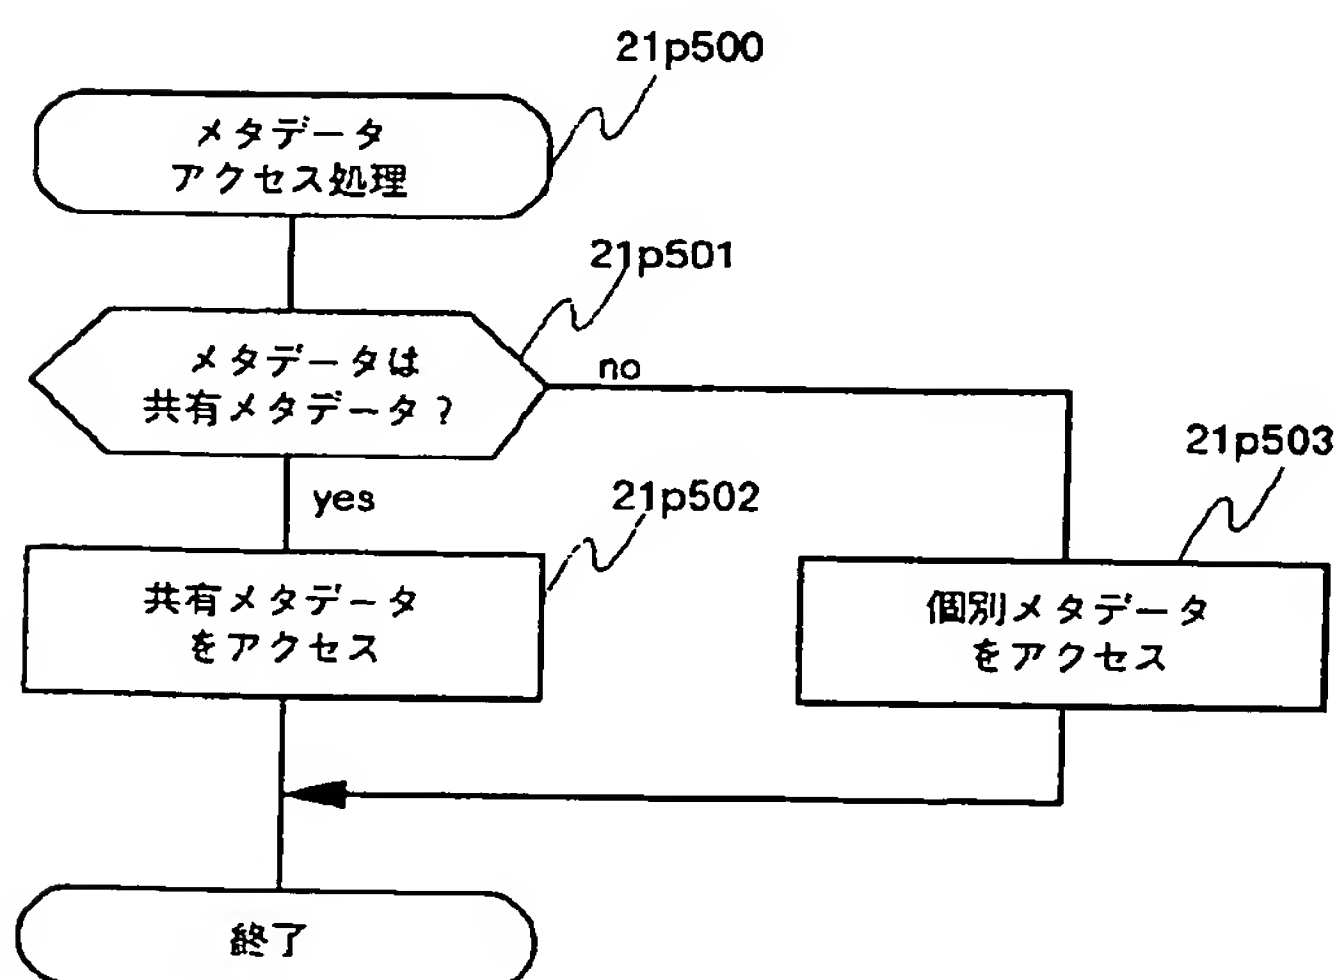 21p500
メタデータ
アクセス処理
21p501
メタデータは
共有メタデータ?
no
yes
21p502
21p503
共有メタデータ
をアクセス
個別メタデータ
をアクセス
終了